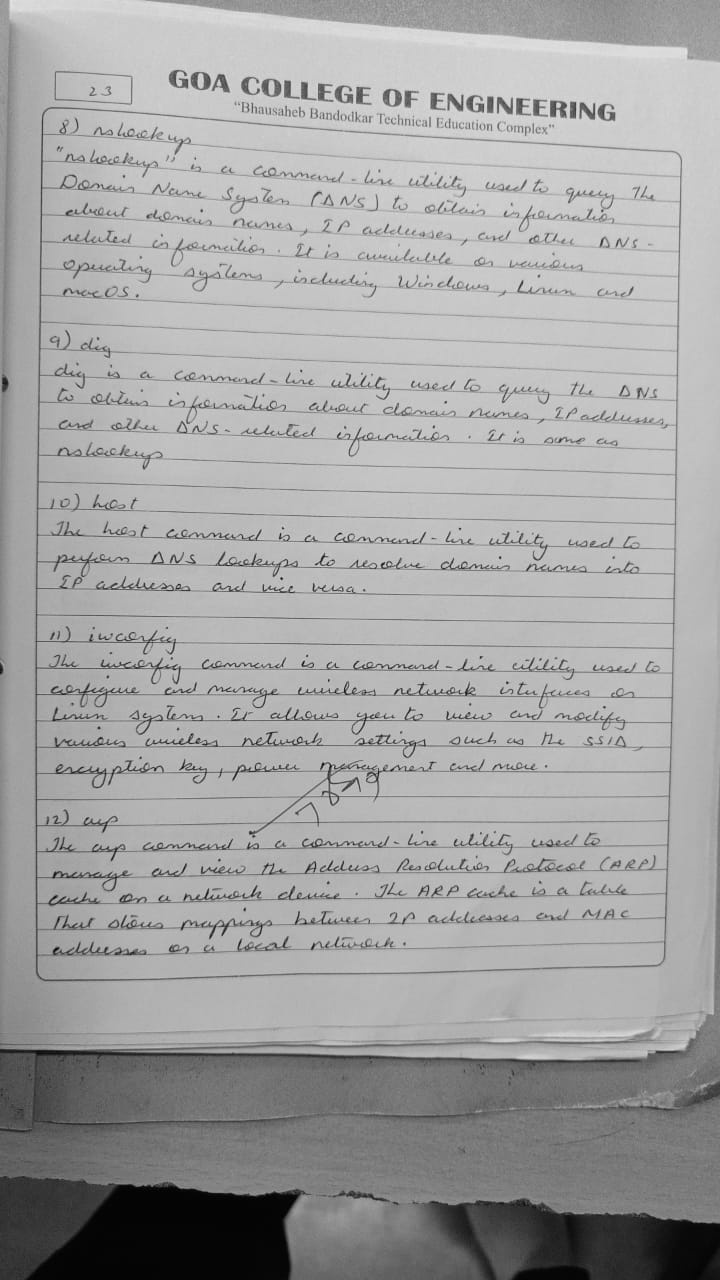 23
GOA COLLEGE OF ENGINEERING
"Bhausaheb Bandodkar Technical Education Complex"
8) nslookup
"nslookup" is a command-line utility used to query the
Domain Name System (DNS) to obtain information
about domain names, IP addresses, and other DNS-
related information. It is available on various
operating systems, including Windows, Linux and
macOS.
9) dig
dig is a command-line utility used to query the DNS
to obtain information about domain names, IP addresses,
and other DNS-related information. It is same as
nslookup
10) host
The host command is a command-line utility used to
perform DNS lookups to resolve domain names into
IP addresses and vice versa.
11) iwconfig
The iwconfig command is a command-line utility used to
configure and manage wireless network interfaces on
Linux systems. It allows you to view and modify
various wireless network settings such as the SSID,
encryption key, power management and more.
12) arp
The arp command is a command-line utility used to
manage and view the Address Resolution Protocol (ARP)
cache on a network device. The ARP cache is a table
that stores mappings between IP addresses and MAC
addresses on a local network.